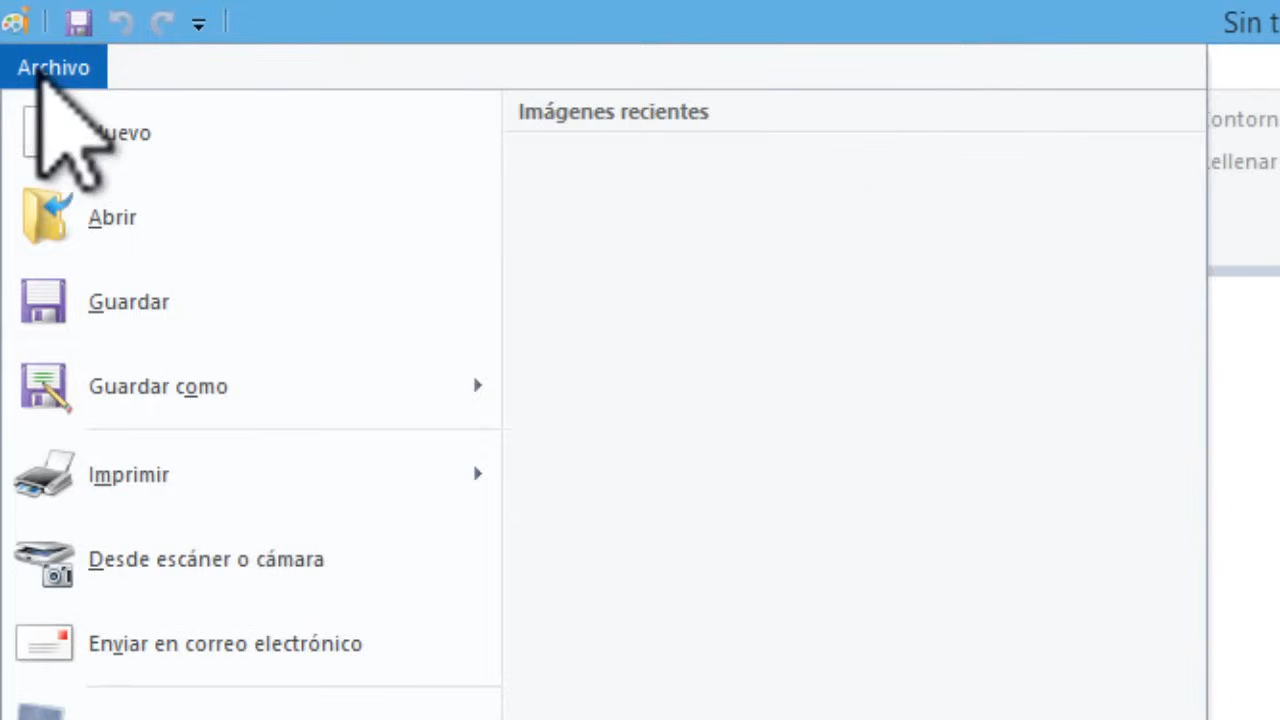 Sin t
Archivo
Imágenes recientes
uevo
ontorn
ellenar
Abrir
Guardar
Guardar como
Imprimir
Desde escáner o cámara
Enviar en correo electrónico